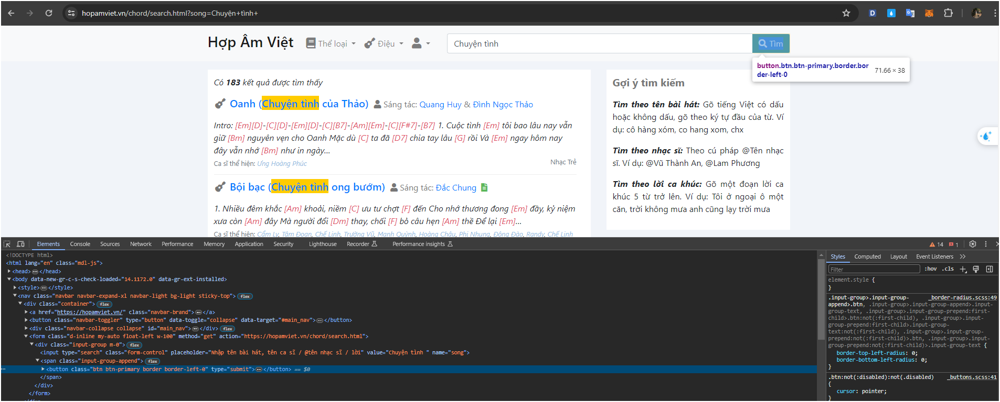 hopamviet.vn/chord/search.html?song=Chuyện+tình+
Hợp Âm Việt
Thể loại
Điệu
Chuyện tình
Tìm
button.btn.btn-primary.border.bor
der-left-0
71.66 × 38
Có 183 kết quả được tìm thấy
Oanh (Chuyện tình của Thảo) Sáng tác: Quang Huy & Đình Ngọc Thảo
Intro: [Em][D]-[C][D]-[Em][D]-[C][B7]-[Am][Em]-[C][F#7]-[B7] 1. Cuộc tình [Em] tôi bao lâu nay vẫn
giữ [Bm] nguyên vẹn cho Oanh Mặc dù [C] ta đã [D7] chia tay lâu [G] rồi Và [Em] ngay hôm nay
đây vẫn nhớ [Bm] như in ngày...
Ca sĩ thể hiện: Ưng Hoàng Phúc
Nhạc Trẻ
Bội bạc (Chuyện tình ong bướm) Sáng tác: Đắc Chung
1. Nhiều đêm khắc [Am] khoải, niềm [C] ưu tư chợt [F] đến Cho nhớ thương đong [Em] đầy, kỷ niệm
xưa còn [Am] đây Mà người đổi [Dm] thay, chối [F] bỏ câu hẹn [Am] thề Để lại [Em]...
Ca sĩ thể hiện: Cẩm Ly, Tâm Đoan, Chế Linh, Trường Vũ, Mạnh Quỳnh, Hoàng Châu, Phi Nhung, Đông Đào, Randy, Chế Linh
Gợi ý tìm kiếm
Tìm theo tên bài hát: Gõ tiếng Việt có dấu
hoặc không dấu, gõ theo ký tự đầu của từ. Ví
dụ: cô hàng xóm, co hang xom, chx
Tìm theo nhạc sĩ: Theo cú pháp @Tên nhạc
sĩ. Ví dụ: @Vũ Thành An, @Lam Phương
Tìm theo lời ca khúc: Gõ một đoạn lời ca
khúc 5 từ trở lên. Ví dụ: Tôi ở ngoại ô một
căn, trời không mưa anh cũng lạy trời mưa
Elements Console Sources Network Performance Memory Application Security Lighthouse Recorder Performance insights
14 1
<!DOCTYPE html>
<html lang="en" class="mdl-js">
<head>…</head>
<body data-new-gr-c-s-check-loaded="14.1172.0" data-gr-ext-installed>
<style>…</style>
<nav class="navbar navbar-expand-xl navbar-light bg-light sticky-top"> flex
<div class="container"> flex
<a href="https://hopamviet.vn/" class="navbar-brand">…</a>
<button class="navbar-toggler" type="button" data-toggle="collapse" data-target="#main_nav">…</button>
<div class="navbar-collapse collapse" id="main_nav">…</div> flex
<form class="d-inline my-auto float-left w-100" method="get" action="https://hopamviet.vn/chord/search.html">
<div class="input-group m-0"> flex
<input type="search" class="form-control" placeholder="Nhập tên bài hát, tên ca sĩ / @tên nhạc sĩ / lời" value="Chuyện tình " name="song">
<span class="input-group-append"> flex
<button class="btn btn-primary border border-left-0" type="submit">…</button> == $0
</span>
</div>
</form>
Styles Computed Layout Event Listeners
Filter :hov .cls
element.style {
}
.input-group>.input-group- _border-radius.scss:49
append>.btn, .input-group>.input-group-append>.input-
group-text, .input-group>.input-group-prepend:first-
child>.btn:not(:first-child), .input-group>.input-
group-prepend:first-child>.input-group-
text:not(:first-child), .input-group>.input-group-
prepend:not(:first-child)>.btn, .input-group>.input-
group-prepend:not(:first-child)>.input-group-text {
border-top-left-radius: 0;
border-bottom-left-radius: 0;
}
.btn:not(:disabled):not(.disabled) _buttons.scss:41
{
cursor: pointer;
}